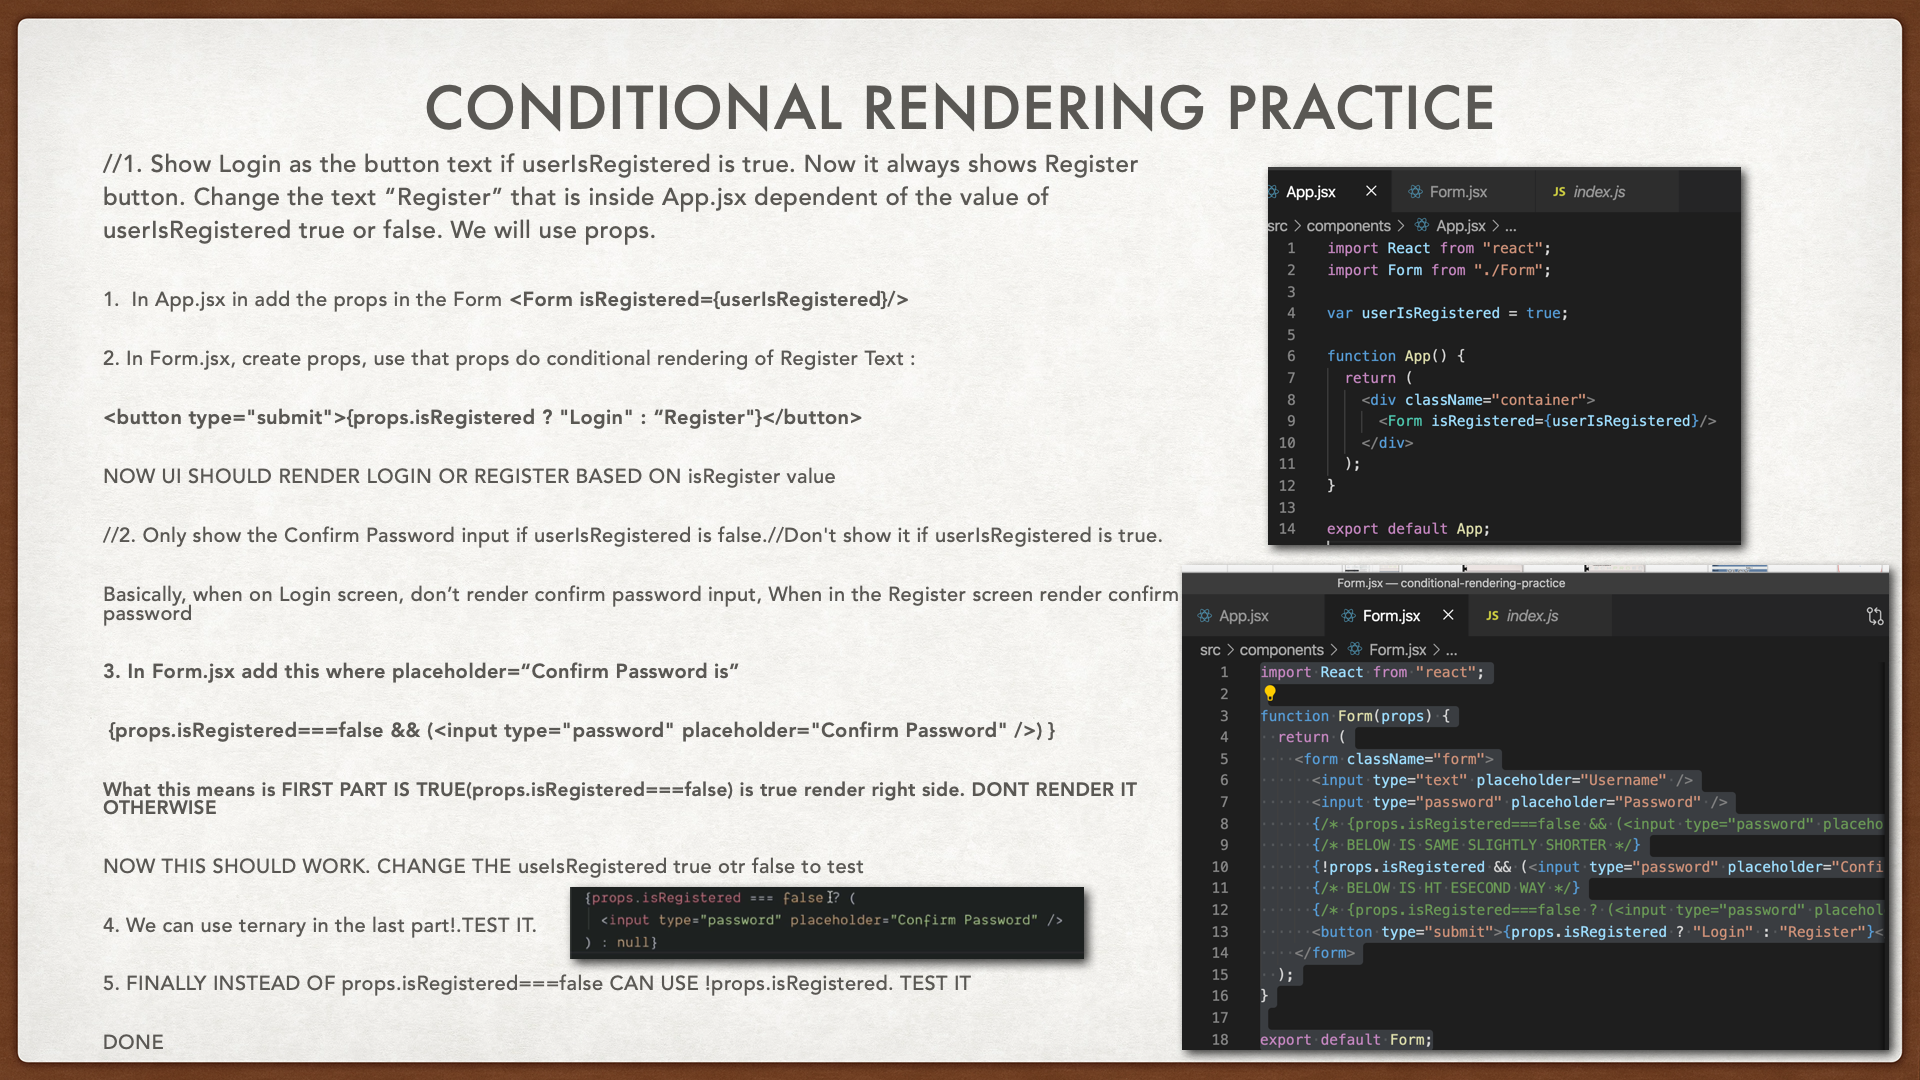 CONDITIONAL RENDERING PRACTICE
//1. Show Login as the button text if userIsRegistered is true. Now it always shows Register
button. Change the text “Register” that is inside App.jsx dependent of the value of
userIsRegistered true or false. We will use props.
1. In App.jsx in add the props in the Form <Form isRegistered={userIsRegistered}/>
2. In Form.jsx, create props, use that props do conditional rendering of Register Text :
<button type="submit">{props.isRegistered ? "Login" : “Register"}</button>
NOW UI SHOULD RENDER LOGIN OR REGISTER BASED ON isRegister value
//2. Only show the Confirm Password input if userIsRegistered is false.//Don't show it if userIsRegistered is true.
Basically, when on Login screen, don’t render confirm password input, When in the Register screen render confirm
password
3. In Form.jsx add this where placeholder=“Confirm Password is”
{props.isRegistered===false && (<input type="password" placeholder="Confirm Password" />) }
What this means is FIRST PART IS TRUE(props.isRegistered===false) is true render right side. DONT RENDER IT
OTHERWISE
NOW THIS SHOULD WORK. CHANGE THE useIsRegistered true otr false to test
4. We can use ternary in the last part!.TEST IT.
{props.isRegistered === false ? (
<input type="password" placeholder="Confirm Password" />
) : null}
5. FINALLY INSTEAD OF props.isRegistered===false CAN USE !props.isRegistered. TEST IT
DONE
App.jsx Form.jsx JS index.js
src > components > App.jsx > ...
1 import React from "react";
2 import Form from "./Form";
3
4 var userIsRegistered = true;
5
6 function App() {
7 return (
8 <div className="container">
9 <Form isRegistered={userIsRegistered}/>
10 </div>
11 );
12 }
13
14 export default App;
Form.jsx — conditional-rendering-practice
App.jsx Form.jsx JS index.js
src > components > Form.jsx > ...
1 import React from "react";
2
3 function Form(props) {
4 return (
5 <form className="form">
6 <input type="text" placeholder="Username" />
7 <input type="password" placeholder="Password" />
8 {/* {props.isRegistered===false && (<input type="password" placeho
9 {/* BELOW IS SAME SLIGHTLY SHORTER */}
10 {!props.isRegistered && (<input type="password" placeholder="Confi
11 {/* BELOW IS HT ESECOND WAY */}
12 {/* {props.isRegistered===false ? (<input type="password" placehol
13 <button type="submit">{props.isRegistered ? "Login" : "Register"}<
14 </form>
15 );
16 }
17
18 export default Form;